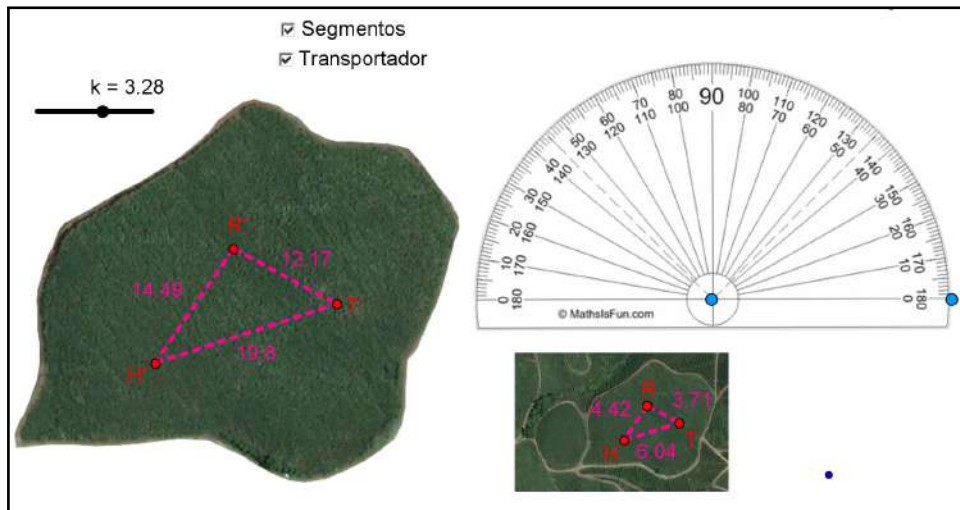 Segmentos
Transportador
k = 3.28
R'
12.17
14.49
T'
19.8
H'
90
80 100
100 80
70 110
110 70
60 120
120 60
50 130
130 50
40 140
140 40
30 150
150 30
20 160
160 20
10 170
170 10
0 180
180 0
© MathsIsFun.com
R
4.42
3.71
T
H
6.04